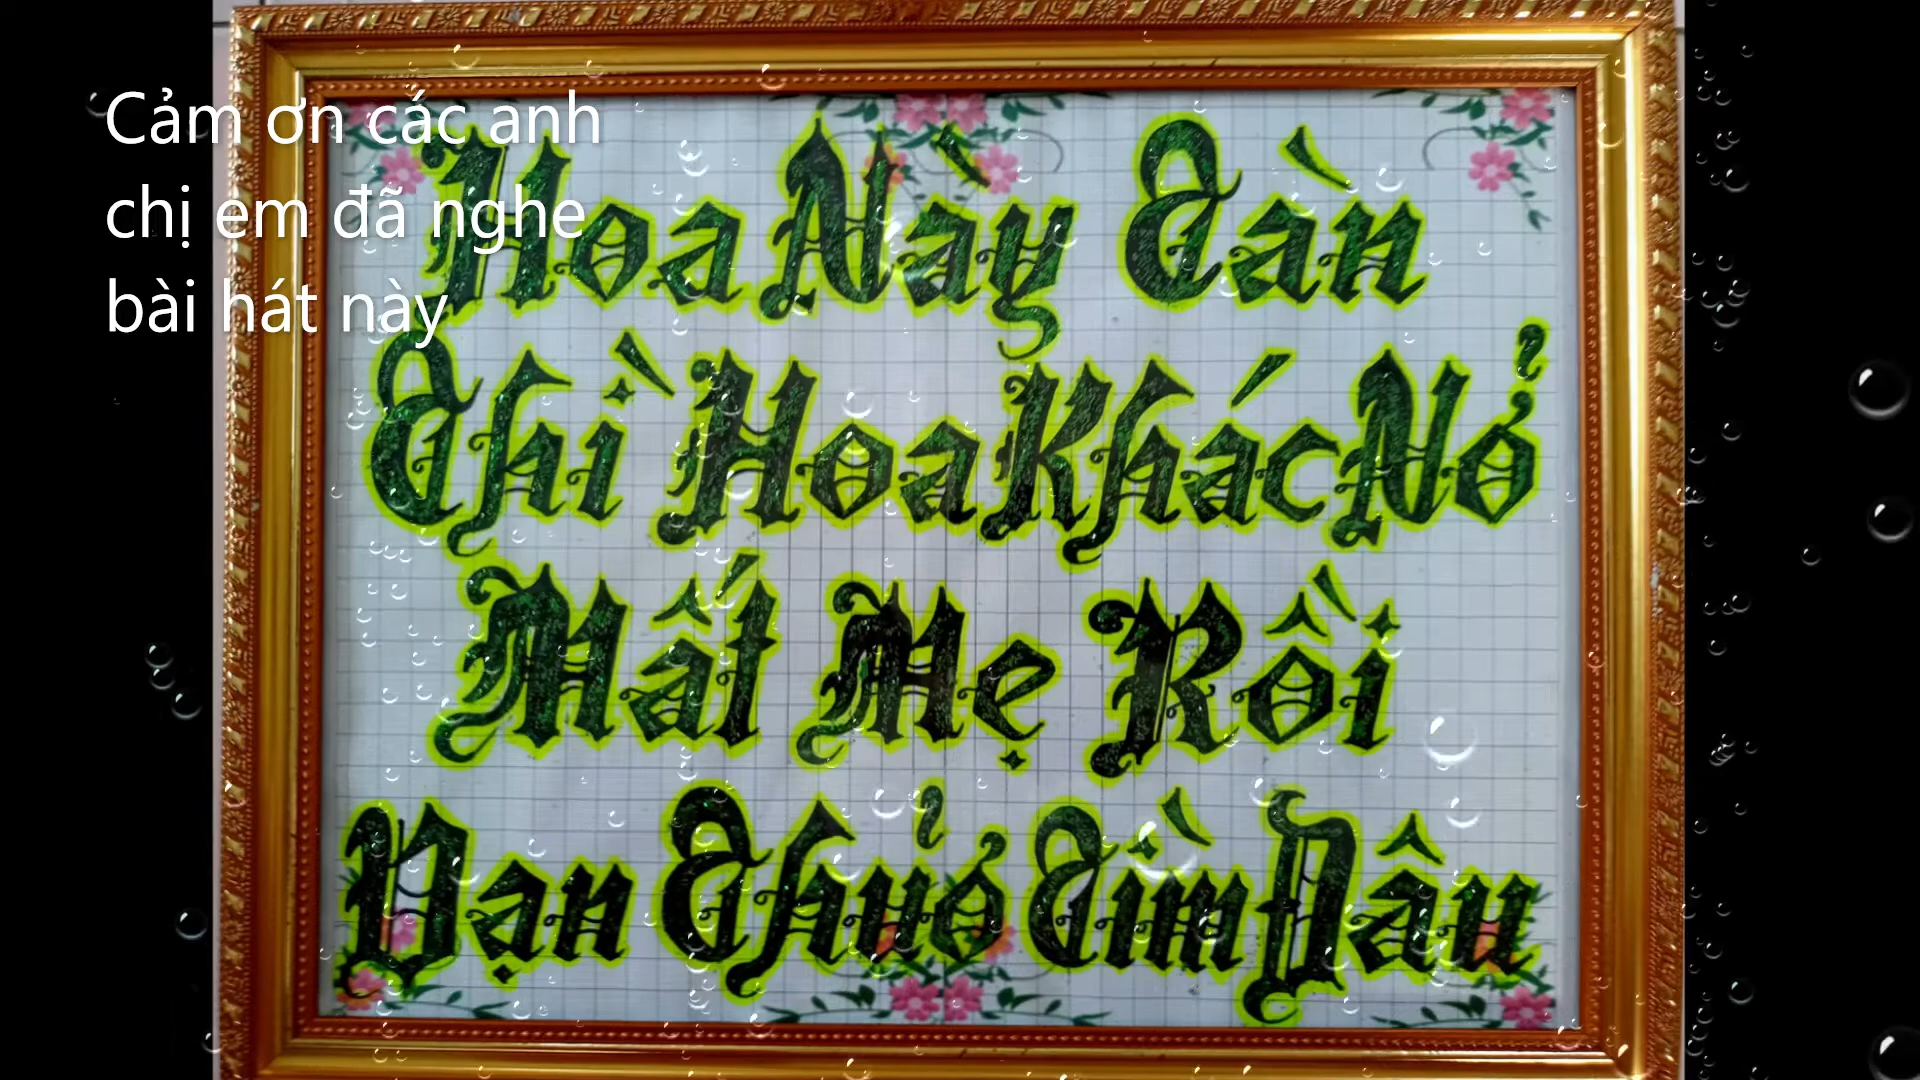 Cảm ơn các anh
chị em đã nghe
bài hát này
Hoa Này Tàn
Thì Hoa Khác Nở
Mất Mẹ Rồi
Vạn Thuở Tìm Đâu